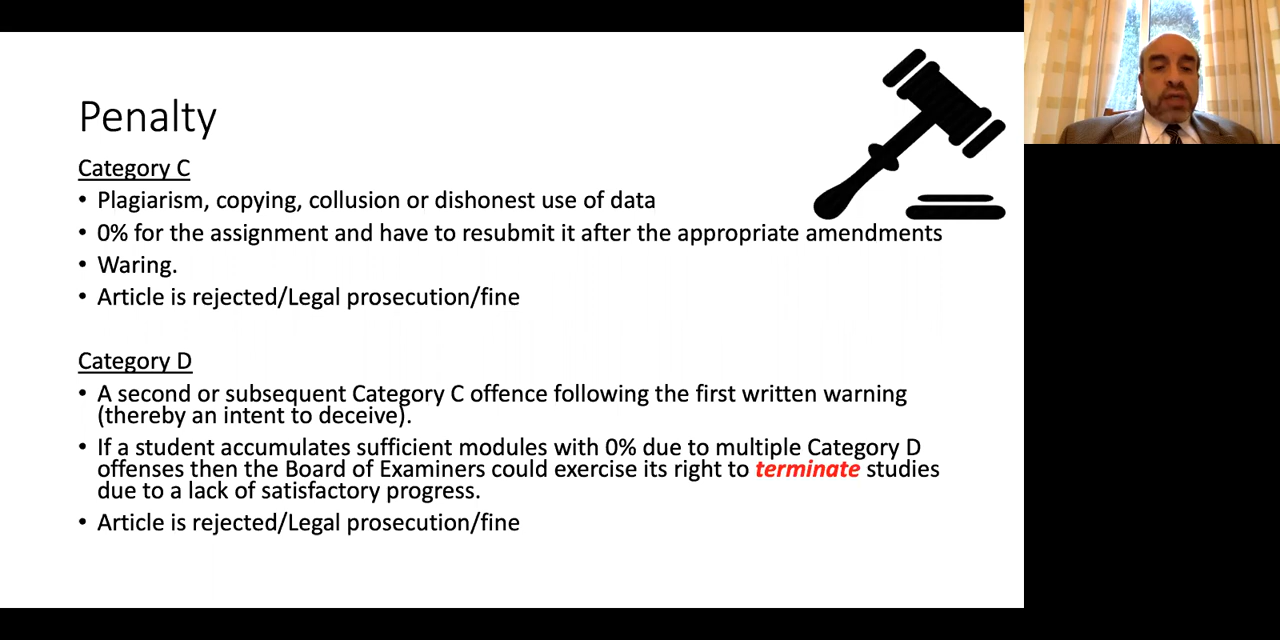 Penalty
Category C
• Plagiarism, copying, collusion or dishonest use of data
• 0% for the assignment and have to resubmit it after the appropriate amendments
• Waring.
• Article is rejected/Legal prosecution/fine
Category D
• A second or subsequent Category C offence following the first written warning
(thereby an intent to deceive).
• If a student accumulates sufficient modules with 0% due to multiple Category D
offenses then the Board of Examiners could exercise its right to terminate studies
due to a lack of satisfactory progress.
• Article is rejected/Legal prosecution/fine